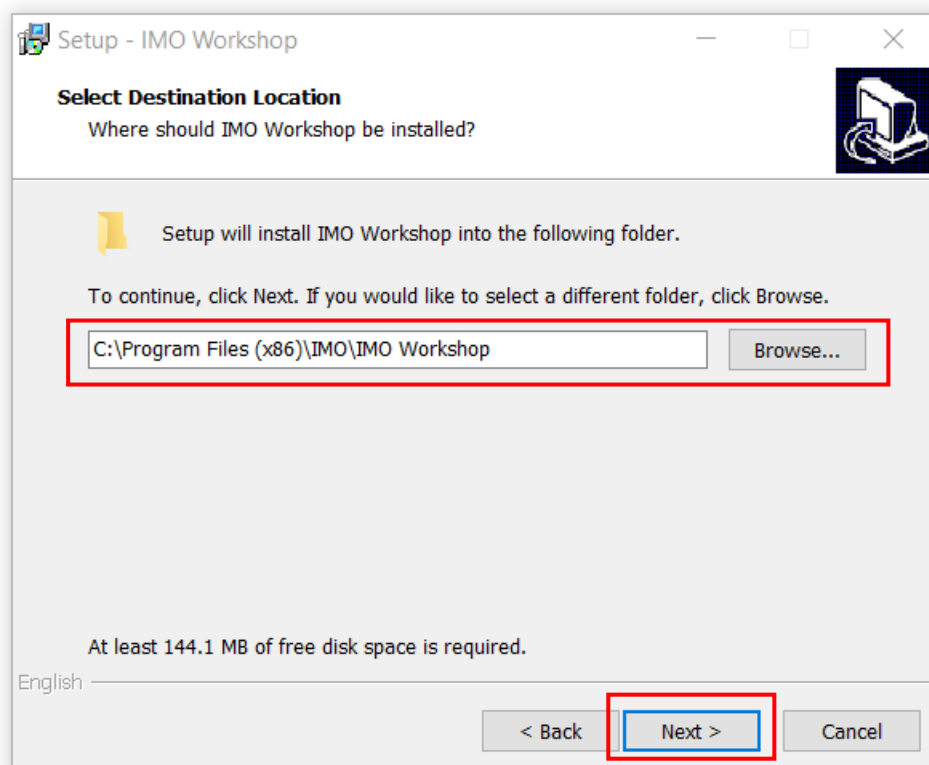 Setup - IMO Workshop
Select Destination Location
Where should IMO Workshop be installed?
Setup will install IMO Workshop into the following folder.
To continue, click Next. If you would like to select a different folder, click Browse.
C:\Program Files (x86)\IMO\IMO Workshop
Browse...
At least 144.1 MB of free disk space is required.
English
< Back
Next >
Cancel